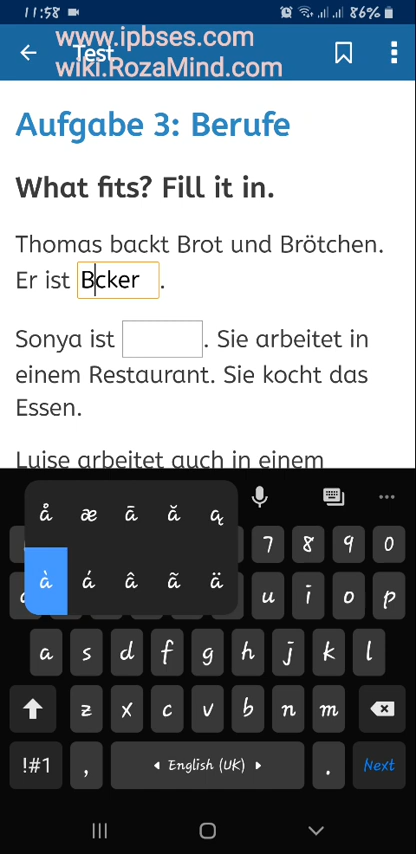 11:58 86%
www.ipbses.com
Test
wiki.RozaMind.com
Aufgabe 3: Berufe
What fits? Fill it in.
Thomas backt Brot und Brötchen.
Er ist Bcker .
Sonya ist . Sie arbeitet in
einem Restaurant. Sie kocht das
Essen.
Luise arbeitet auch in einem
å æ ā ă ą
7 8 9 0
à á â ã ä
u i o p
a s d f g h j k l
z x c v b n m
!#1 , English (UK) . Next